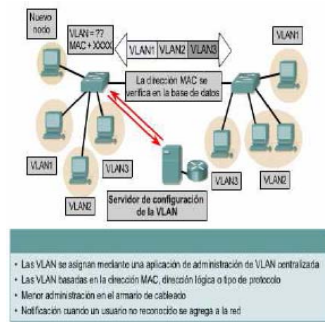 Nuevo
nodo
VLAN = ??
MAC + XXXX
VLAN1 VLAN2 VLAN3
VLAN1
La dirección MAC se
verifica en la base de datos
VLAN1
VLAN3
VLAN2
VLAN3
VLAN2
Servidor de configuración
de la VLAN
• Las VLAN se asignan mediante una aplicación de administración de VLAN centralizada
• Las VLAN basadas en la dirección MAC, dirección lógica o tipo de protocolo
• Menor administración en el armario de cableado
• Notificación cuando un usuario no reconocido se agrega a la red